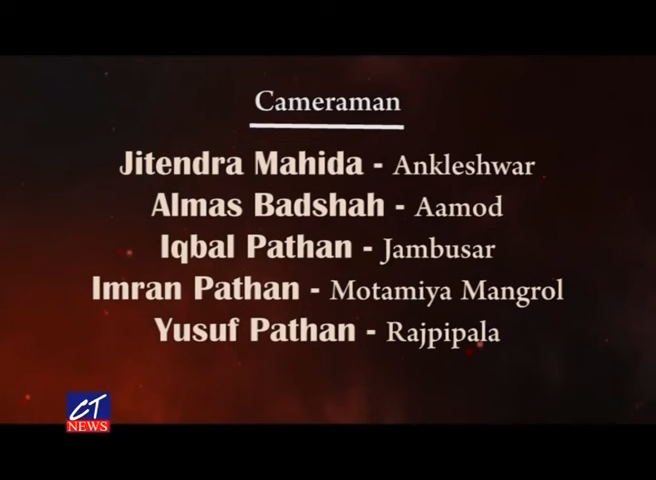 Cameraman
Jitendra Mahida - Ankleshwar
Almas Badshah - Aamod
Iqbal Pathan - Jambusar
Imran Pathan - Motamiya Mangrol
Yusuf Pathan - Rajpipala
CT
NEWS